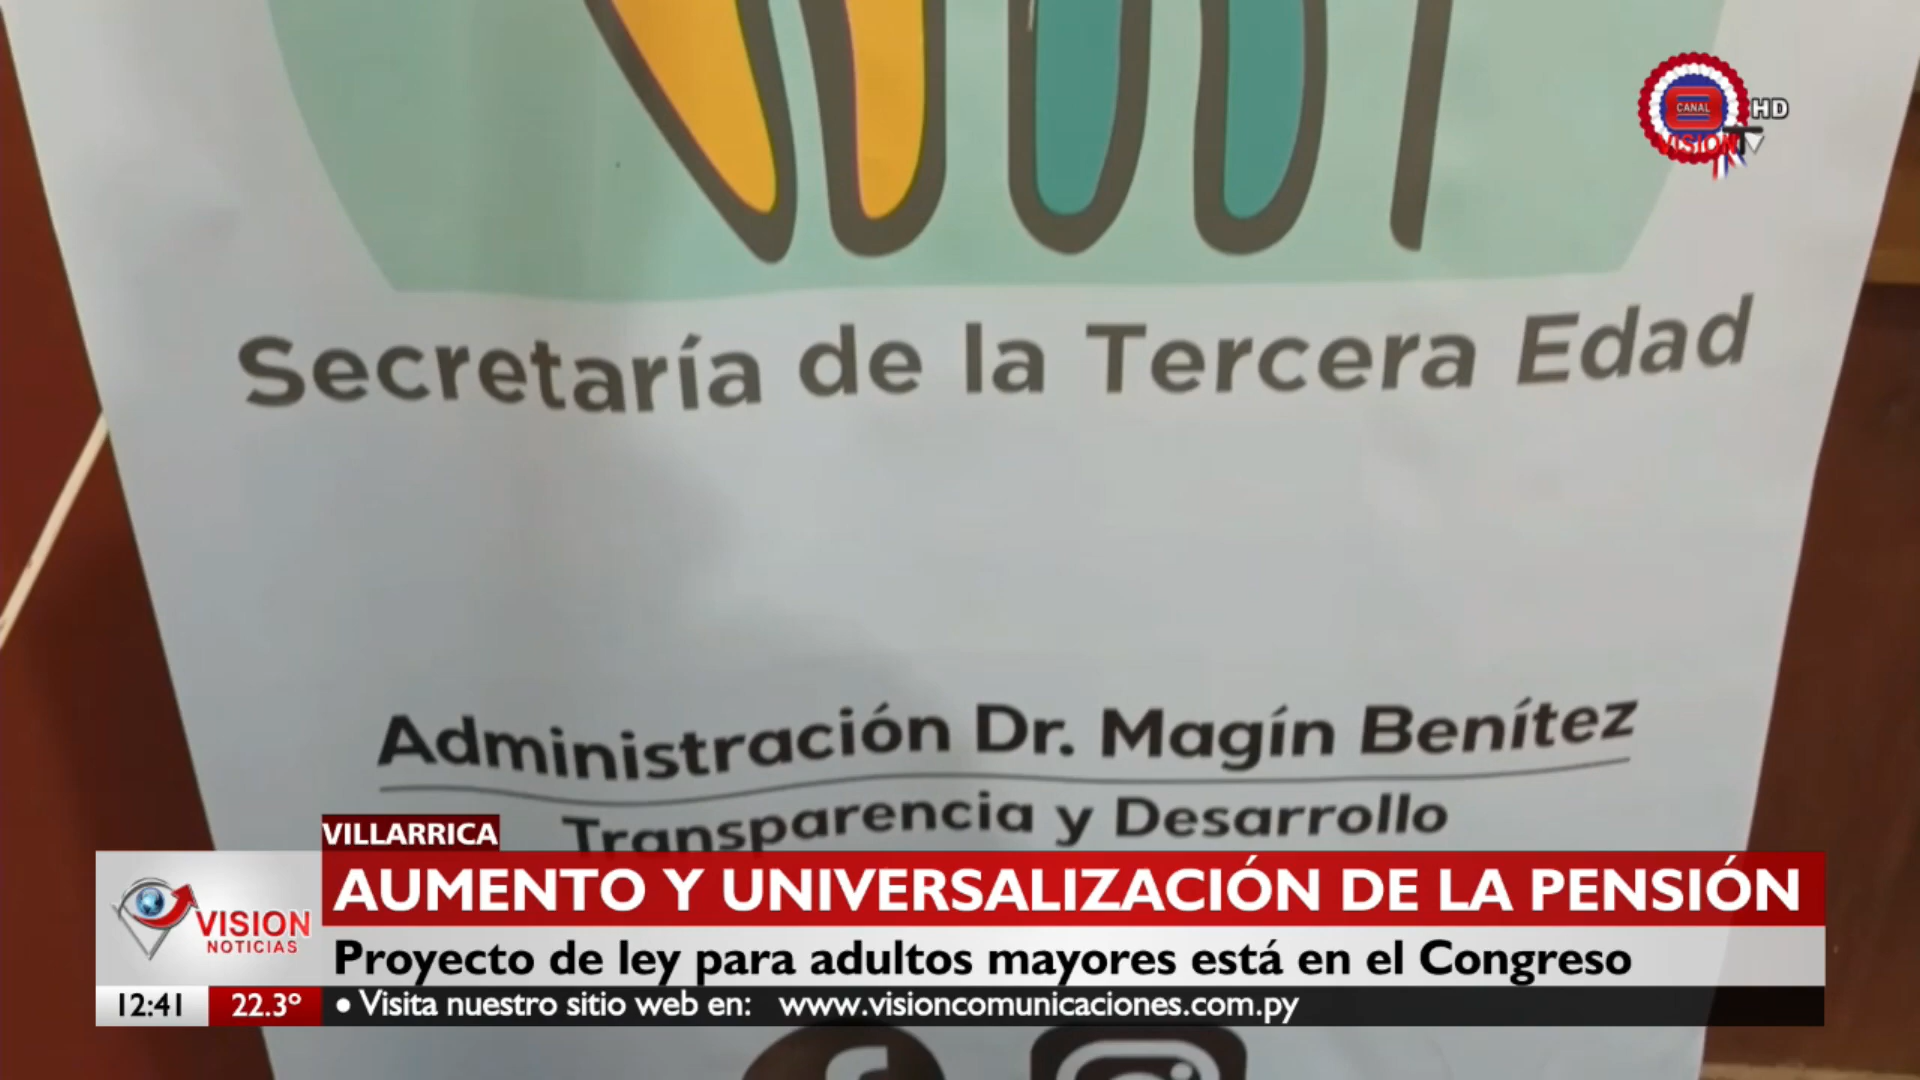 CANAL
HD
VISION TV
Secretaría de la Tercera Edad
Administración Dr. Magín Benítez
Transparencia y Desarrollo
VILLARRICA
AUMENTO Y UNIVERSALIZACIÓN DE LA PENSIÓN
VISION
NOTICIAS
Proyecto de ley para adultos mayores está en el Congreso
12:41
22.3º
• Visita nuestro sitio web en: www.visioncomunicaciones.com.py